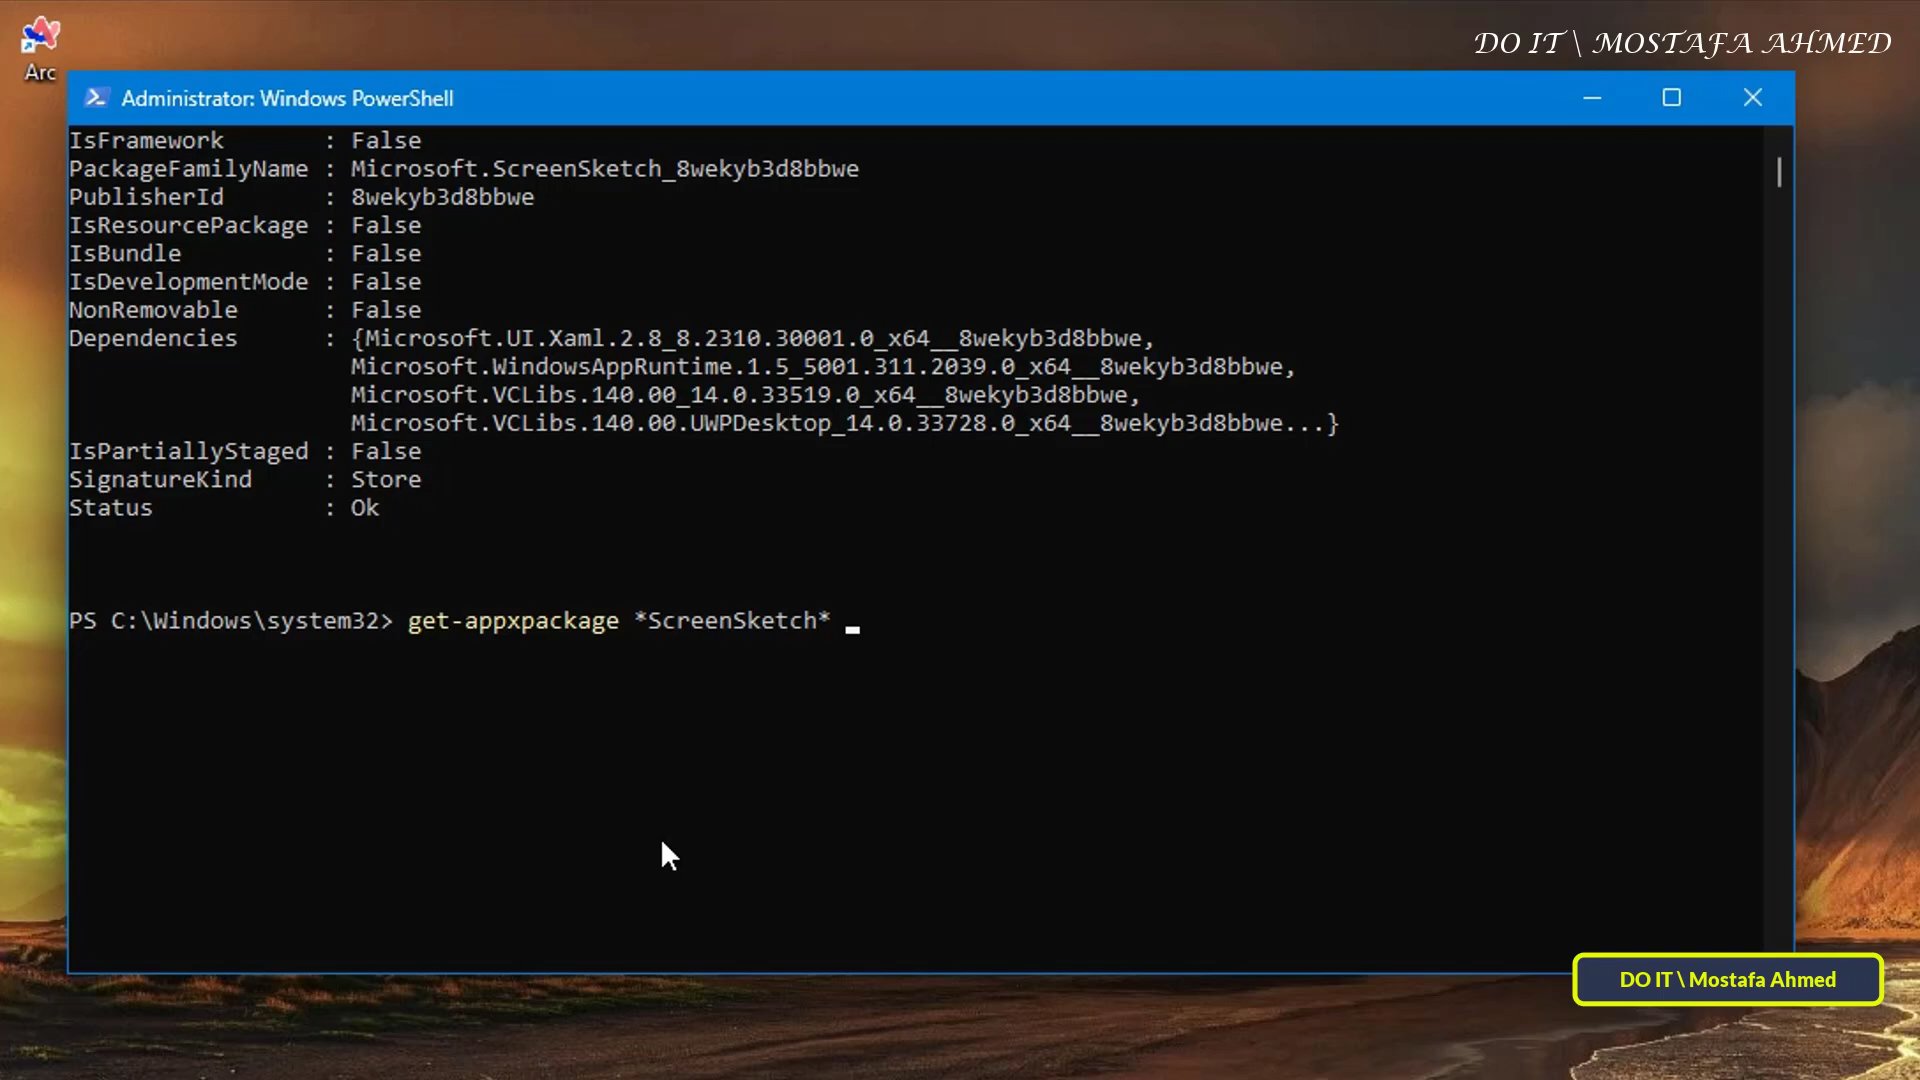 Arc
DO IT \ MOSTAFA AHMED
Administrator: Windows PowerShell
IsFramework : False
PackageFamilyName : Microsoft.ScreenSketch_8wekyb3d8bbwe
PublisherId : 8wekyb3d8bbwe
IsResourcePackage : False
IsBundle : False
IsDevelopmentMode : False
NonRemovable : False
Dependencies : {Microsoft.UI.Xaml.2.8_8.2310.30001.0_x64__8wekyb3d8bbwe,
Microsoft.WindowsAppRuntime.1.5_5001.311.2039.0_x64__8wekyb3d8bbwe,
Microsoft.VCLibs.140.00_14.0.33519.0_x64__8wekyb3d8bbwe,
Microsoft.VCLibs.140.00.UWPDesktop_14.0.33728.0_x64__8wekyb3d8bbwe...}
IsPartiallyStaged : False
SignatureKind : Store
Status : Ok
PS C:\Windows\system32> get-appxpackage *ScreenSketch*
DO IT \ Mostafa Ahmed